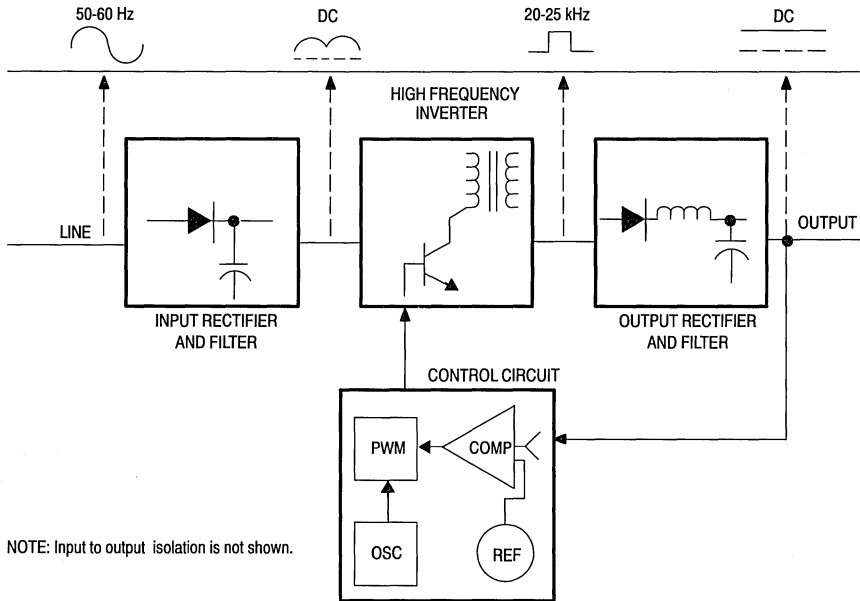 50-60 Hz
DC
20-25 kHz
DC
HIGH FREQUENCY
INVERTER
LINE
OUTPUT
INPUT RECTIFIER
AND FILTER
OUTPUT RECTIFIER
AND FILTER
CONTROL CIRCUIT
PWM
COMP
OSC
REF
NOTE: Input to output isolation is not shown.